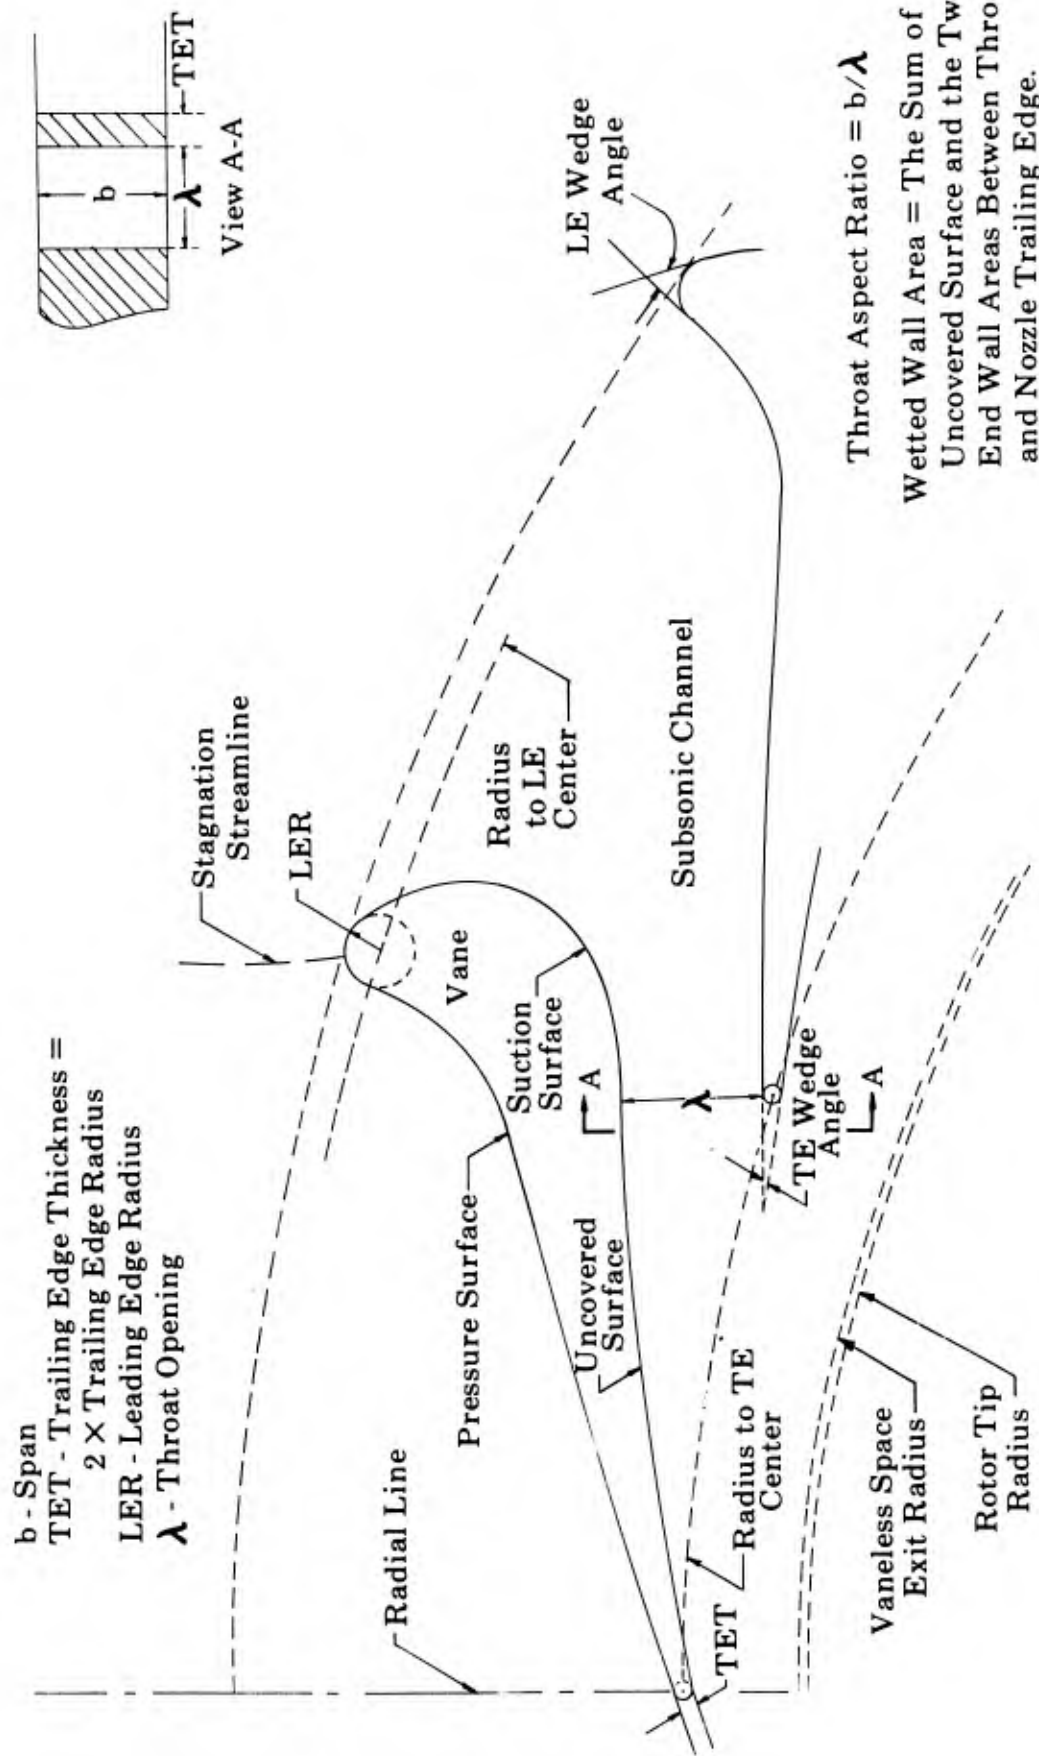 b - Span
TET - Trailing Edge Thickness =
2 × Trailing Edge Radius
LER - Leading Edge Radius
λ - Throat Opening
Stagnation
Streamline
LER
b
λ
TET
View A-A
LE Wedge
Angle
Radial Line
Pressure Surface
Vane
Radius
to LE
Center
Suction
Surface
A
Uncovered
Surface
λ
Subsonic Channel
TE Wedge
Angle
A
TET
Radius to TE
Center
Vaneless Space
Exit Radius
Rotor Tip
Radius
Throat Aspect Ratio = b/λ
Wetted Wall Area = The Sum of
Uncovered Surface and the Tw
End Wall Areas Between Thro
and Nozzle Trailing Edge.